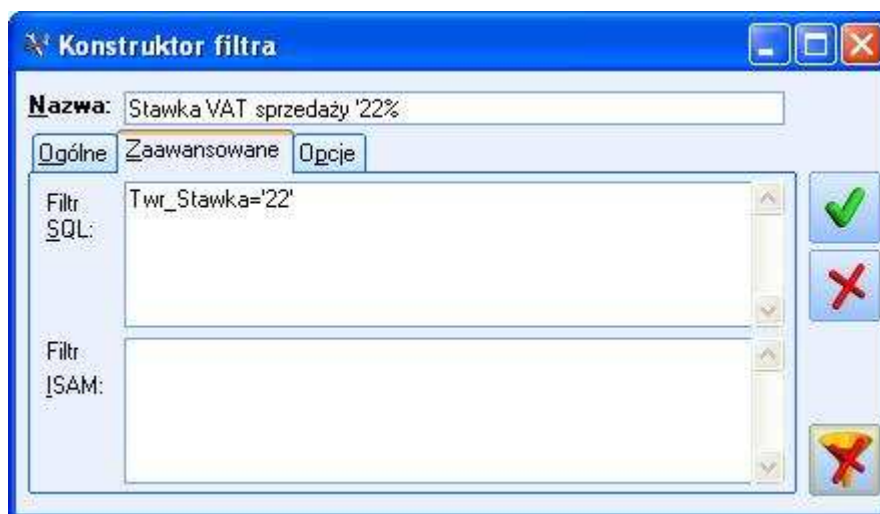 Konstruktor filtra
Nazwa: Stawka VAT sprzedaży '22%
Ogólne Zaawansowane Opcje
Filtr SQL: Twr_Stawka='22'
Filtr ISAM: